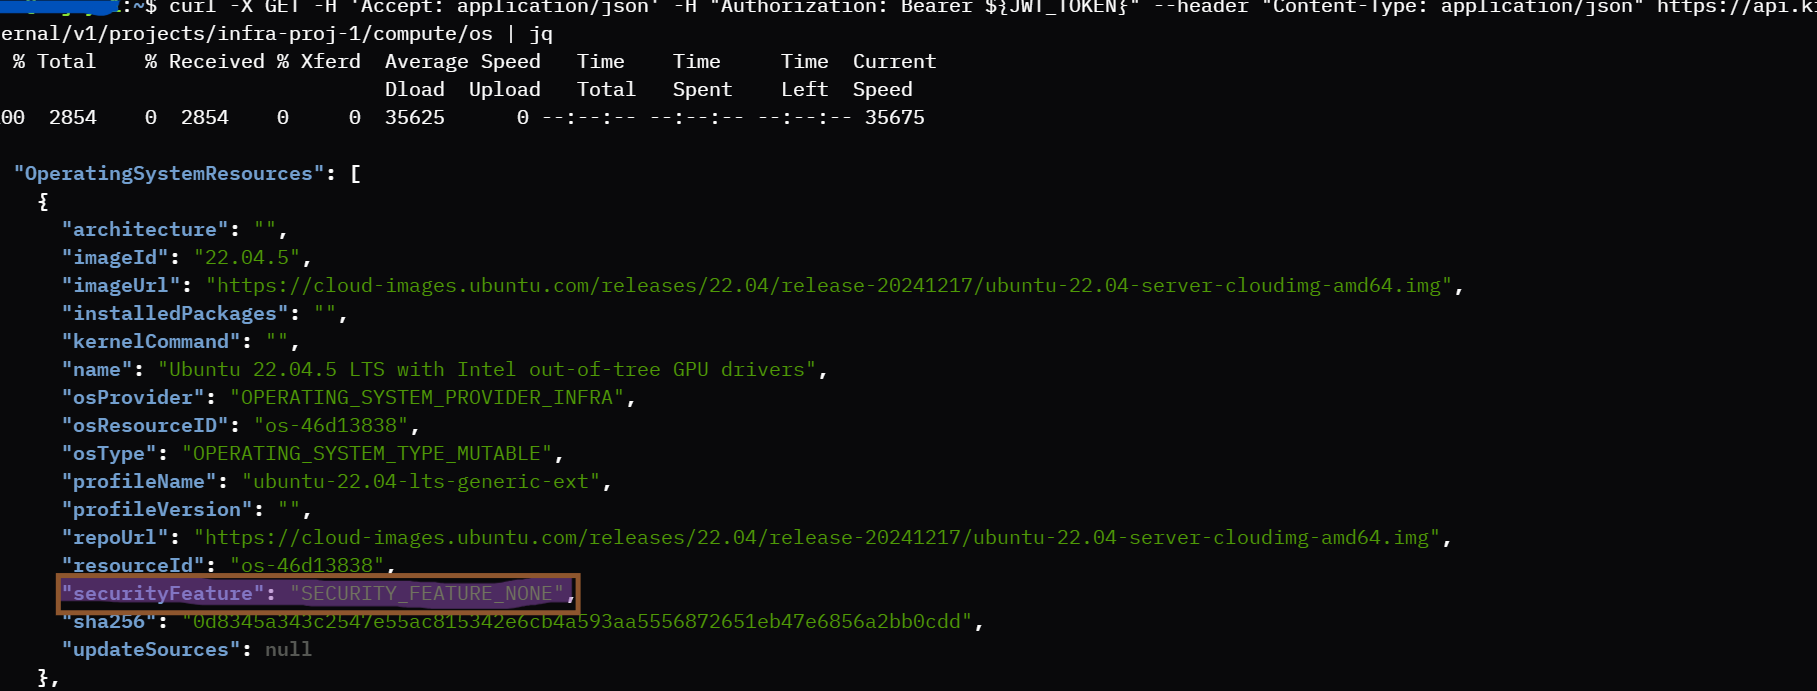 :~$ curl -X GET -H 'Accept: application/json' -H "Authorization: Bearer ${JWT_TOKEN}" --header "Content-Type: application/json" https://api.k
ernal/v1/projects/infra-proj-1/compute/os | jq
% Total % Received % Xferd Average Speed Time Time Time Current
Dload Upload Total Spent Left Speed
00 2854 0 2854 0 0 35625 0 --:--:-- --:--:-- --:--:-- 35675
"OperatingSystemResources": [
{
"architecture": "",
"imageId": "22.04.5",
"imageUrl": "https://cloud-images.ubuntu.com/releases/22.04/release-20241217/ubuntu-22.04-server-cloudimg-amd64.img",
"installedPackages": "",
"kernelCommand": "",
"name": "Ubuntu 22.04.5 LTS with Intel out-of-tree GPU drivers",
"osProvider": "OPERATING_SYSTEM_PROVIDER_INFRA",
"osResourceID": "os-46d13838",
"osType": "OPERATING_SYSTEM_TYPE_MUTABLE",
"profileName": "ubuntu-22.04-lts-generic-ext",
"profileVersion": "",
"repoUrl": "https://cloud-images.ubuntu.com/releases/22.04/release-20241217/ubuntu-22.04-server-cloudimg-amd64.img",
"resourceId": "os-46d13838",
"securityFeature": "SECURITY_FEATURE_NONE",
"sha256": "0d8345a343c2547e55ac815342e6cb4a593aa5556872651eb47e6856a2bb0cdd",
"updateSources": null
},